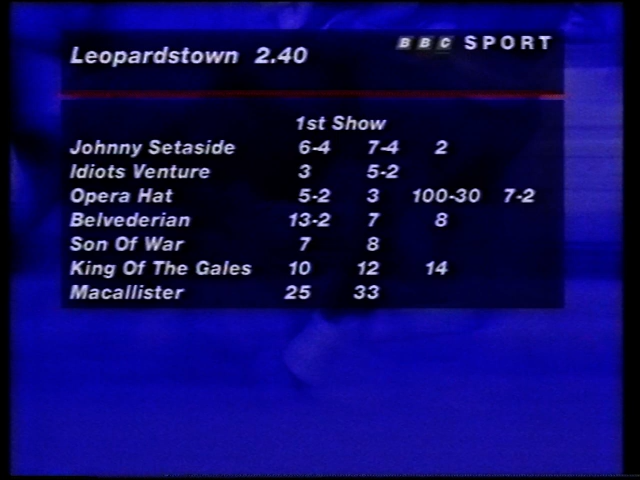 Leopardstown 2.40
BBC SPORT
1st Show
Johnny Setaside 6-4 7-4 2
Idiots Venture 3 5-2
Opera Hat 5-2 3 100-30 7-2
Belvederian 13-2 7 8
Son Of War 7 8
King Of The Gales 10 12 14
Macallister 25 33